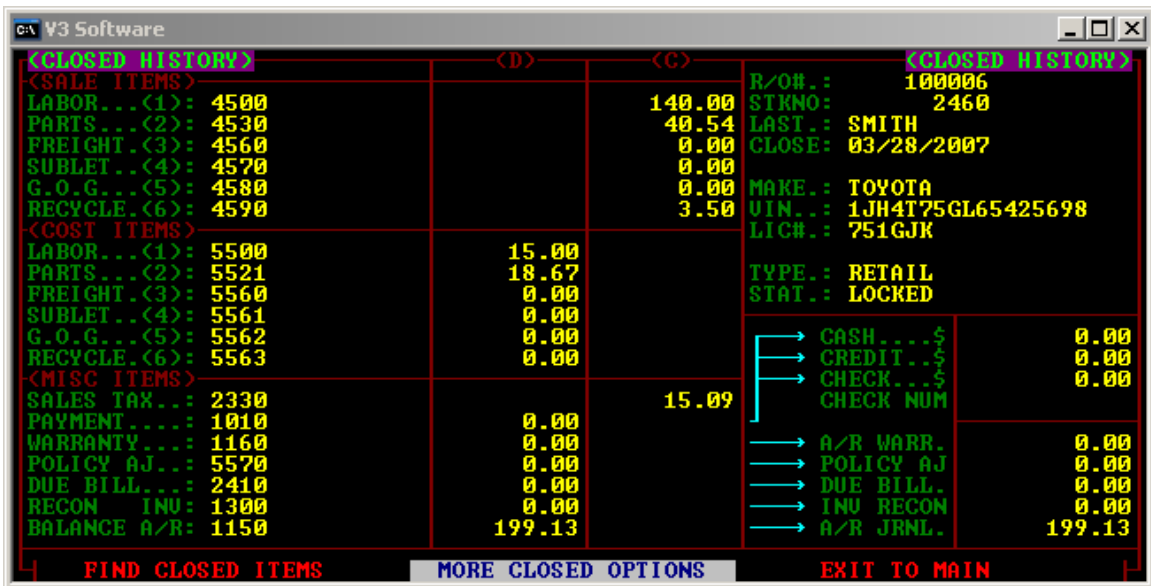 V3 Software
<CLOSED HISTORY> <D> <C> <CLOSED HISTORY>
<SALE ITEMS>
LABOR...(1): 4500 140.00
PARTS...(2): 4530 40.54
FREIGHT.(3): 4560 0.00
SUBLET..(4): 4570 0.00
G.O.G...(5): 4580 0.00
RECYCLE.(6): 4590 3.50
<COST ITEMS>
LABOR...(1): 5500 15.00
PARTS...(2): 5521 18.67
FREIGHT.(3): 5560 0.00
SUBLET..(4): 5561 0.00
G.O.G...(5): 5562 0.00
RECYCLE.(6): 5563 0.00
<MISC ITEMS>
SALES TAX..: 2330 15.09
PAYMENT....: 1010 0.00
WARRANTY...: 1160 0.00
POLICY AJ..: 5570 0.00
DUE BILL...: 2410 0.00
RECON INV: 1300 0.00
BALANCE A/R: 1150 199.13
R/O#.: 100006
STKNO: 2460
LAST.: SMITH
CLOSE: 03/28/2007
MAKE.: TOYOTA
VIN..: 1JH4T75GL65425698
LIC#.: 751GJK
TYPE.: RETAIL
STAT.: LOCKED
CASH....$ 0.00
CREDIT..$ 0.00
CHECK...$ 0.00
CHECK NUM
A/R WARR. 0.00
POLICY AJ 0.00
DUE BILL. 0.00
INV RECON 0.00
A/R JRNL. 199.13
FIND CLOSED ITEMS MORE CLOSED OPTIONS EXIT TO MAIN